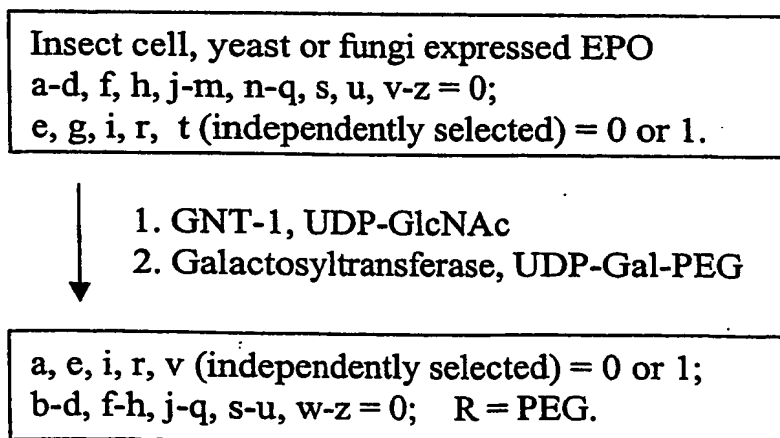 Insect cell, yeast or fungi expressed EPO
a-d, f, h, j-m, n-q, s, u, v-z = 0;
e, g, i, r, t (independently selected) = 0 or 1.
1. GNT-1, UDP-GlcNAc
2. Galactosyltransferase, UDP-Gal-PEG
a, e, i, r, v (independently selected) = 0 or 1;
b-d, f-h, j-q, s-u, w-z = 0; R = PEG.